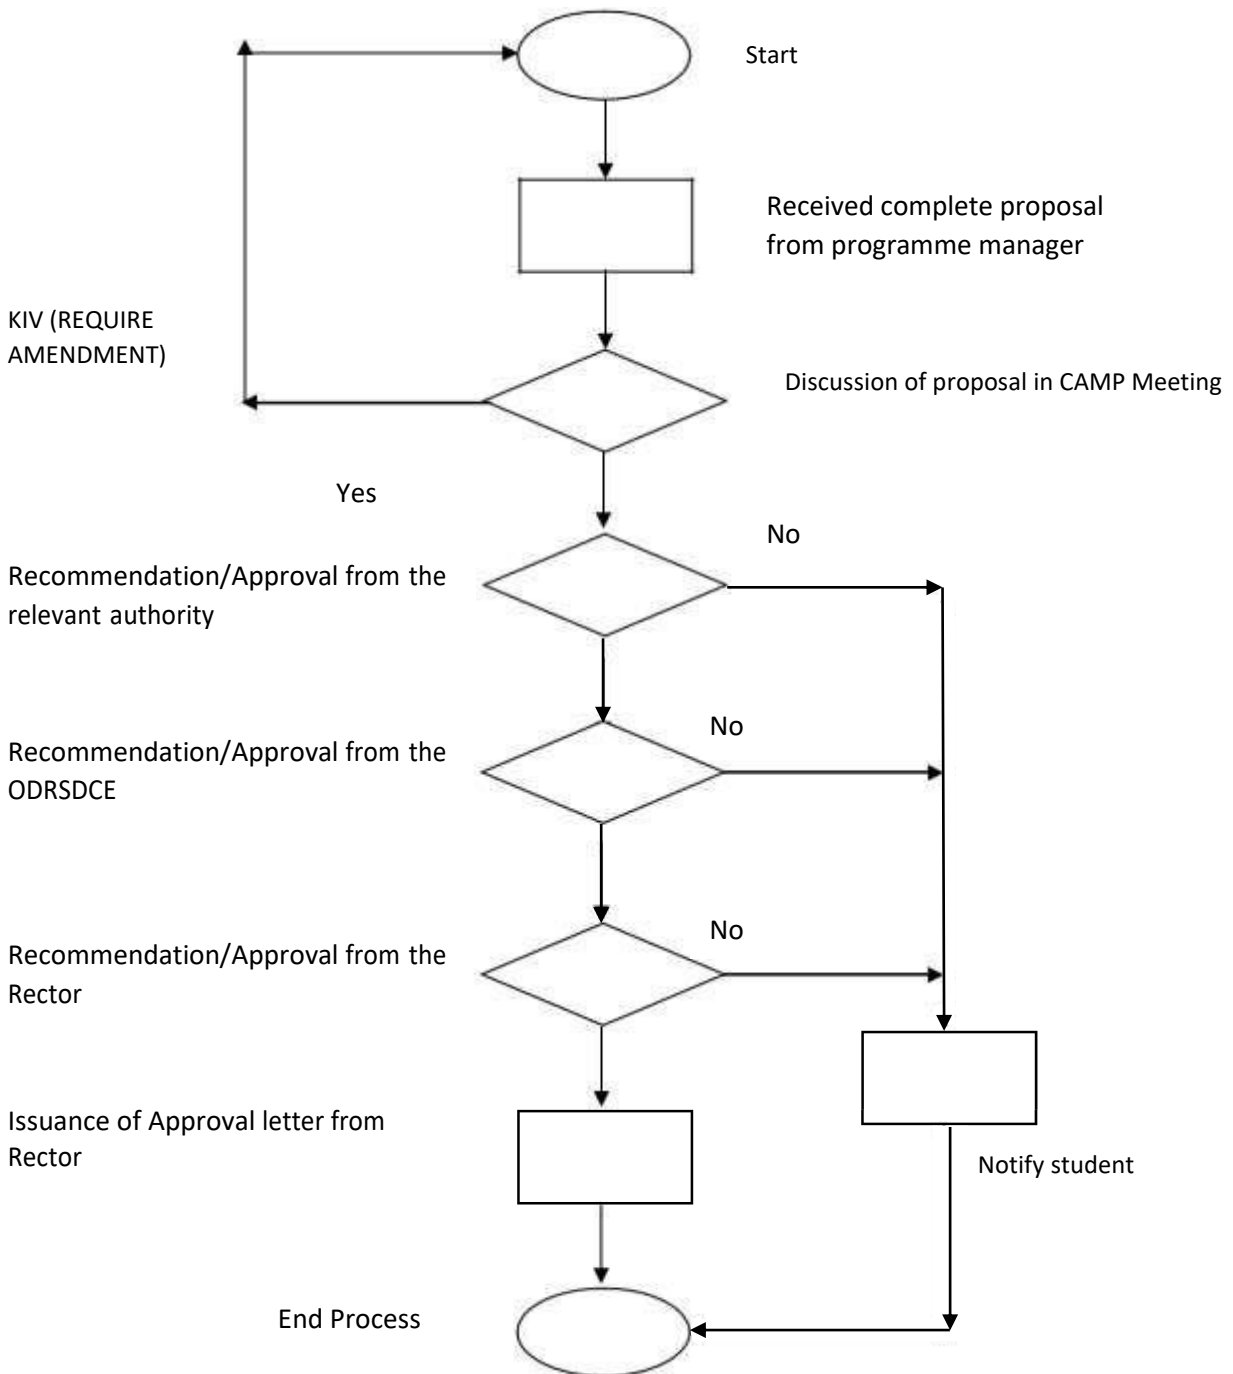 Start
Received complete proposal
from programme manager
KIV (REQUIRE
AMENDMENT)
Discussion of proposal in CAMP Meeting
Yes
No
Recommendation/Approval from the
relevant authority
No
Recommendation/Approval from the
ODRSDCE
No
Recommendation/Approval from the
Rector
Issuance of Approval letter from
Rector
Notify student
End Process